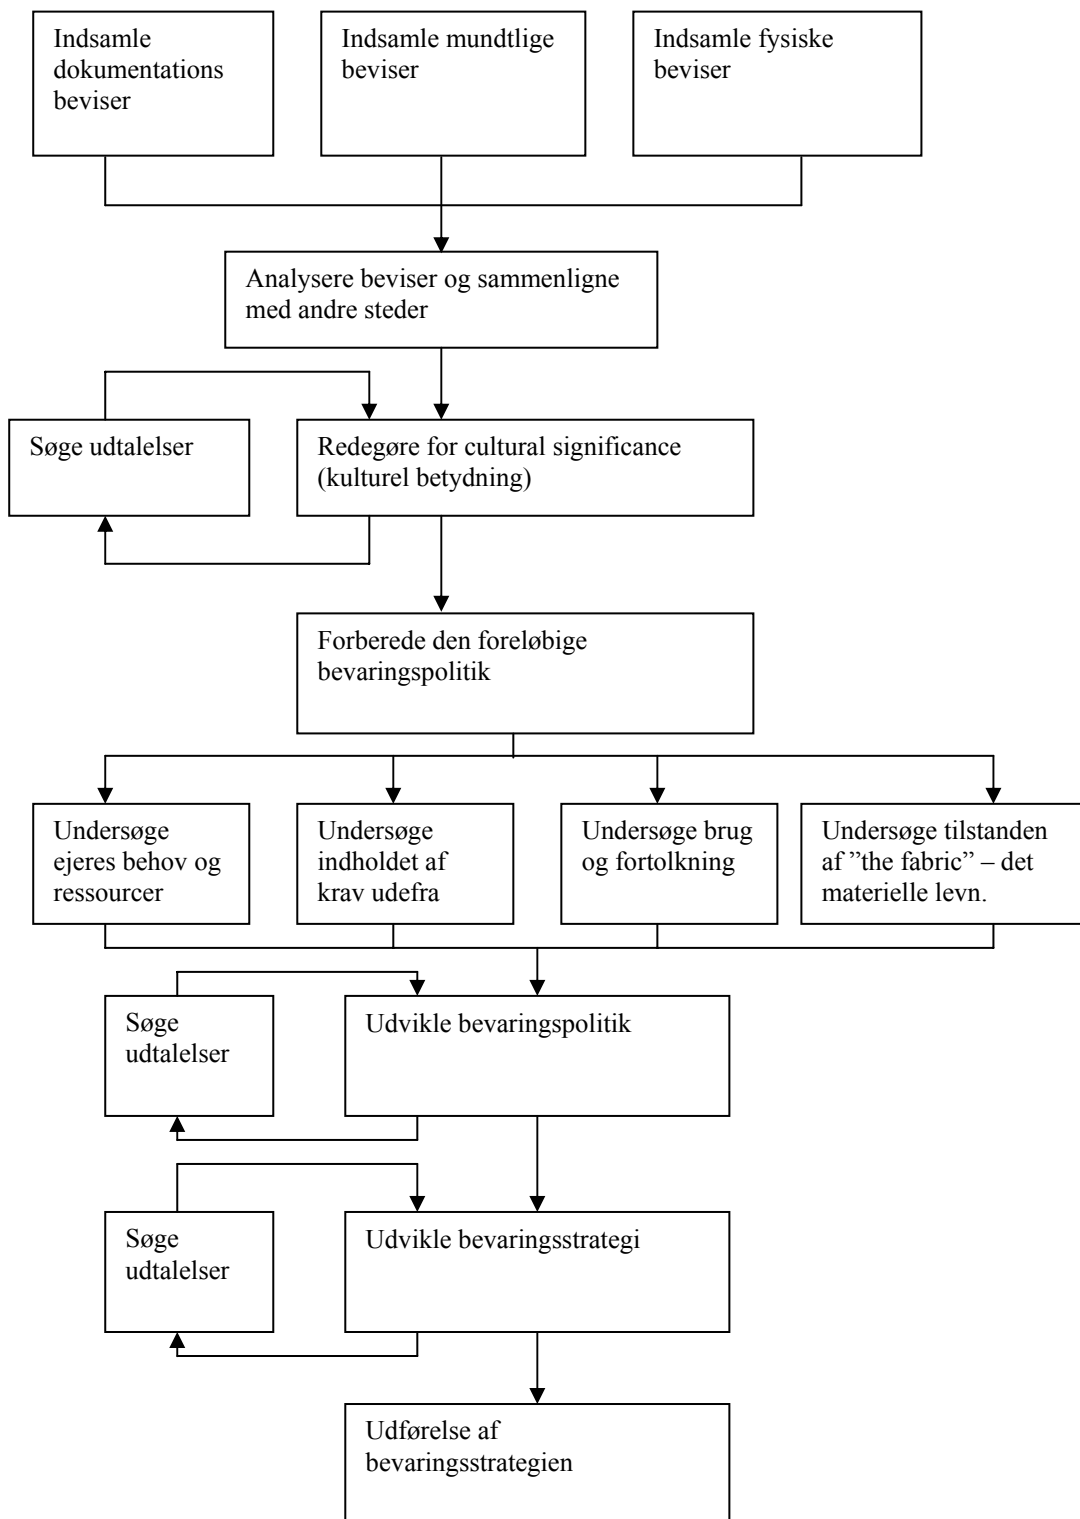 Indsamle
dokumentations
beviser
Indsamle mundtlige
beviser
Indsamle fysiske
beviser
Analysere beviser og sammenligne
med andre steder
Søge udtalelser
Redegøre for cultural significance
(kulturel betydning)
Forberede den foreløbige
bevaringspolitik
Undersøge
ejeres behov og
ressourcer
Undersøge
indholdet af
krav udefra
Undersøge brug
og fortolkning
Undersøge tilstanden
af ”the fabric” – det
materielle levn.
Søge
udtalelser
Udvikle bevaringspolitik
Søge
udtalelser
Udvikle bevaringsstrategi
Udførelse af
bevaringsstrategien